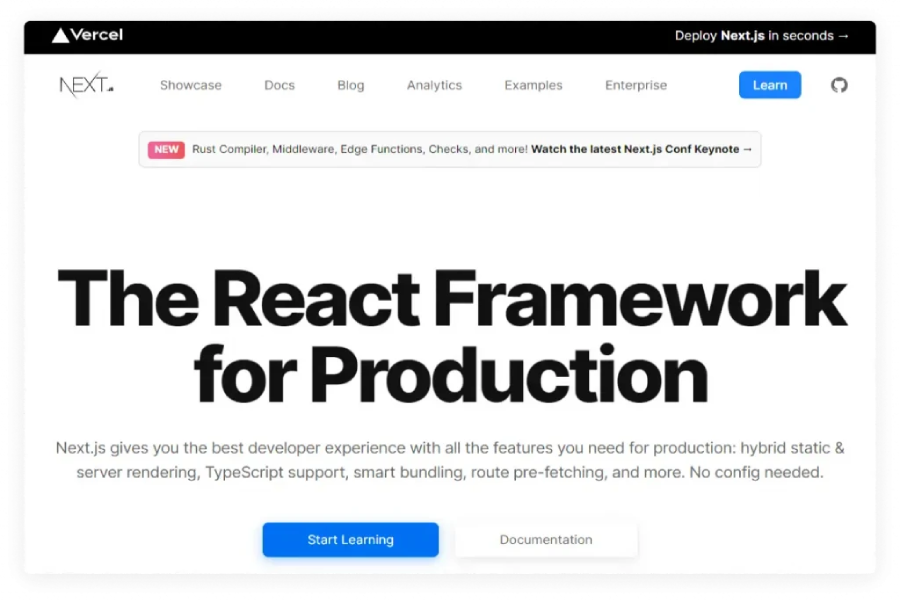 Vercel
Deploy Next.js in seconds →
NEXT.
Showcase
Docs
Blog
Analytics
Examples
Enterprise
Learn
NEW Rust Compiler, Middleware, Edge Functions, Checks, and more! Watch the latest Next.js Conf Keynote →
The React Framework
for Production
Next.js gives you the best developer experience with all the features you need for production: hybrid static &
server rendering, TypeScript support, smart bundling, route pre-fetching, and more. No config needed.
Start Learning
Documentation